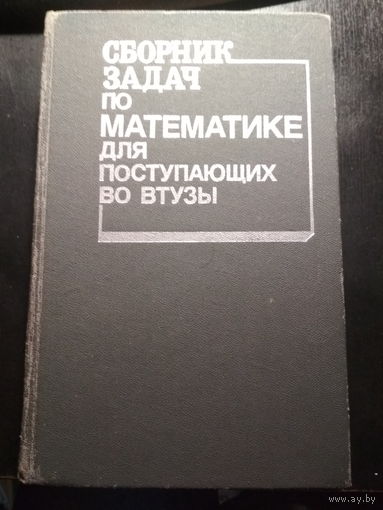 СБОРНИК
ЗАДАЧ
ПО
МАТЕМАТИКЕ
ДЛЯ
ПОСТУПАЮЩИХ
ВО ВТУЗЫ
www.ay.by